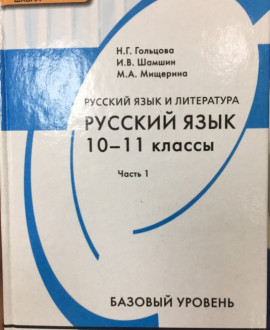 Н.Г. Гольцова
И.В. Шамшин
М.А. Мищерина
РУССКИЙ ЯЗЫК И ЛИТЕРАТУРА
РУССКИЙ ЯЗЫК
10–11 классы
Часть 1
БАЗОВЫЙ УРОВЕНЬ